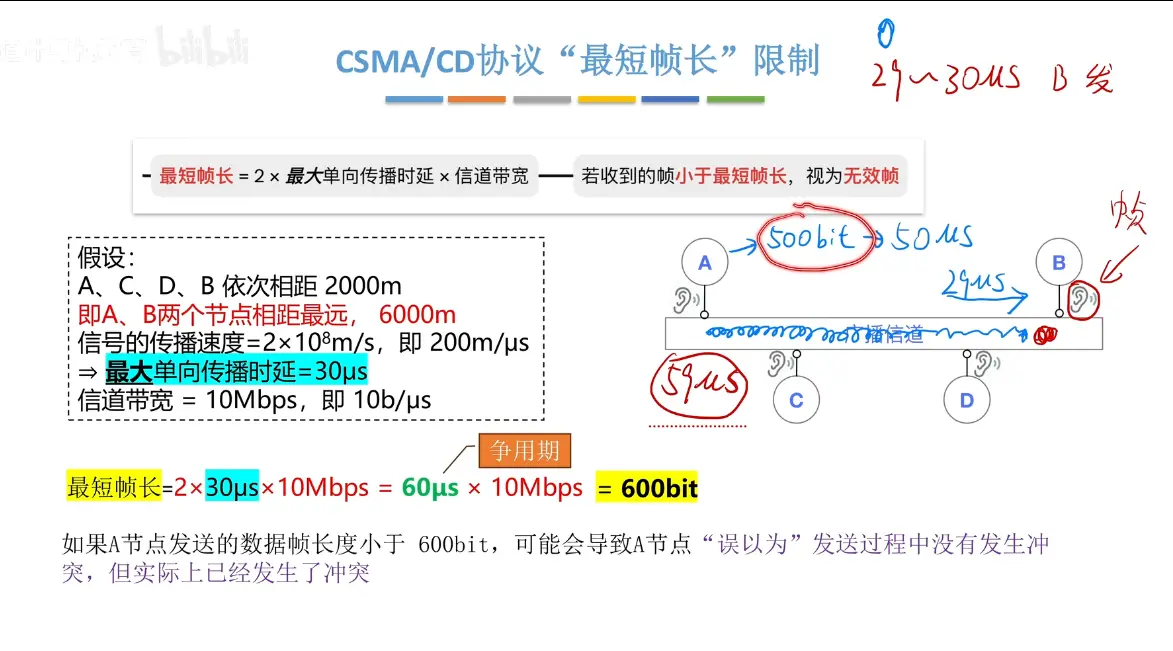 bilibili
CSMA/CD协议“最短帧长”限制
0
29~30μs B 发
最短帧长 = 2 × 最大单向传播时延 × 信道带宽
若收到的帧小于最短帧长，视为无效帧
假设：
A、C、D、B 依次相距 2000m
即A、B两个节点相距最远， 6000m
信号的传播速度=2×10⁸m/s，即 200m/μs
⇒ 最大单向传播时延=30μs
信道带宽 = 10Mbps，即 10b/μs
A
500bit → 50μs
B
帧
29μs
广播信道
59μs
C
D
争用期
最短帧长=2×30μs×10Mbps = 60μs × 10Mbps = 600bit
如果A节点发送的数据帧长度小于 600bit，可能会导致A节点“误以为”发送过程中没有发生冲
突，但实际上已经发生了冲突